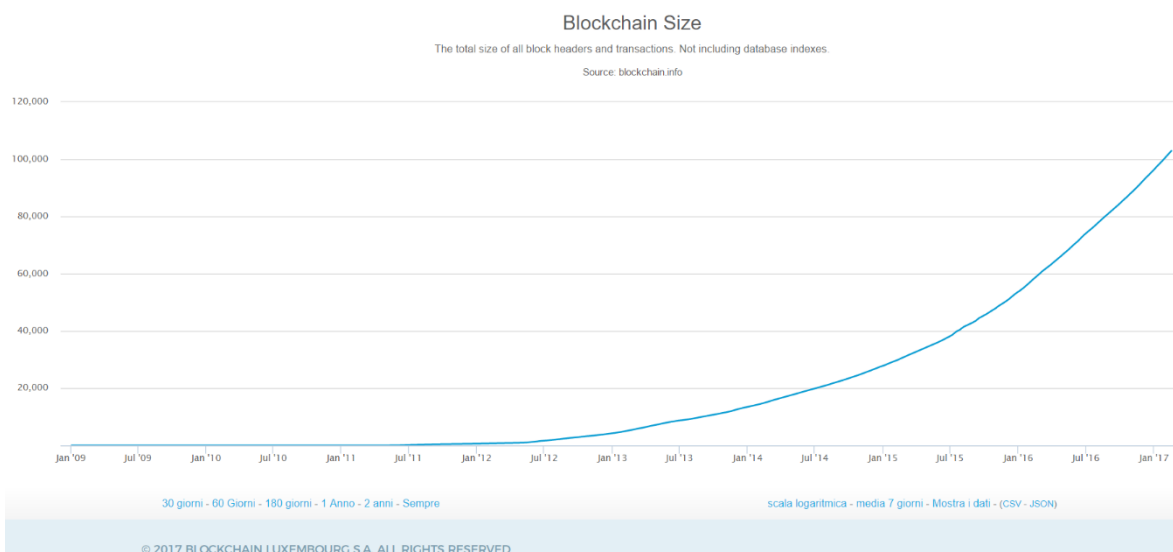 Blockchain Size
The total size of all block headers and transactions. Not including database indexes.
Source: blockchain.info
120,000
100,000
80,000
60,000
40,000
20,000
Jan '09 Jul '09 Jan '10 Jul '10 Jan '11 Jul '11 Jan '12 Jul '12 Jan '13 Jul '13 Jan '14 Jul '14 Jan '15 Jul '15 Jan '16 Jul '16 Jan '17
30 giorni - 60 Giorni - 180 giorni - 1 Anno - 2 anni - Sempre scala logaritmica - media 7 giorni - Mostra i dati - (CSV - JSON)
© 2017 BLOCKCHAIN LUXEMBOURG S.A. ALL RIGHTS RESERVED.